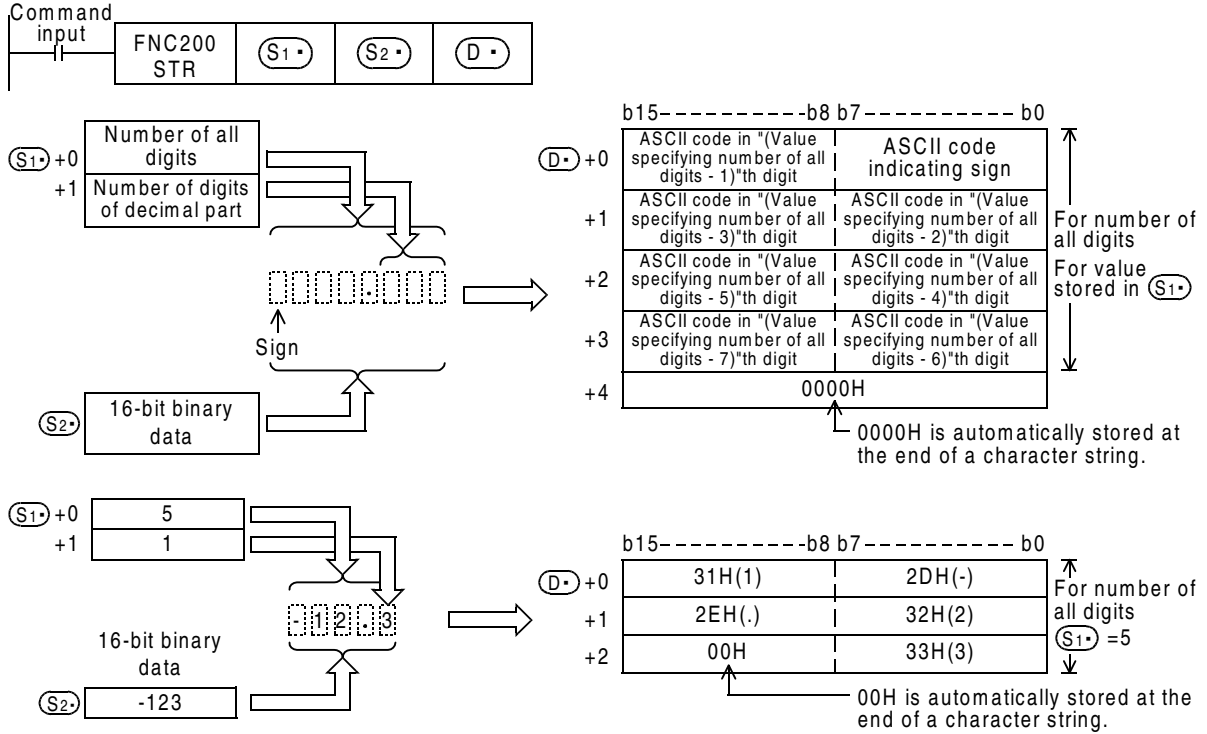 Command
input
FNC200
STR
S1・
S2・
D・
S1・ +0
Number of all
digits
+1
Number of digits
of decimal part
.
Sign
S2・
16-bit binary
data
b15
b8
b7
b0
D・ +0
ASCII code in "(Value
specifying number of all
digits - 1)"th digit
ASCII code
indicating sign
+1
ASCII code in "(Value
specifying number of all
digits - 3)"th digit
ASCII code in "(Value
specifying number of all
digits - 2)"th digit
+2
ASCII code in "(Value
specifying number of all
digits - 5)"th digit
ASCII code in "(Value
specifying number of all
digits - 4)"th digit
+3
ASCII code in "(Value
specifying number of all
digits - 7)"th digit
ASCII code in "(Value
specifying number of all
digits - 6)"th digit
+4
0000H
For number of
all digits
For value
stored in S1・
0000H is automatically stored at
the end of a character string.
S1・ +0
5
+1
1
-12.3
16-bit binary
data
S2・
-123
b15
b8
b7
b0
D・ +0
31H(1)
2DH(-)
+1
2EH(.)
32H(2)
+2
00H
33H(3)
For number of
all digits
S1・ =5
00H is automatically stored at the
end of a character string.